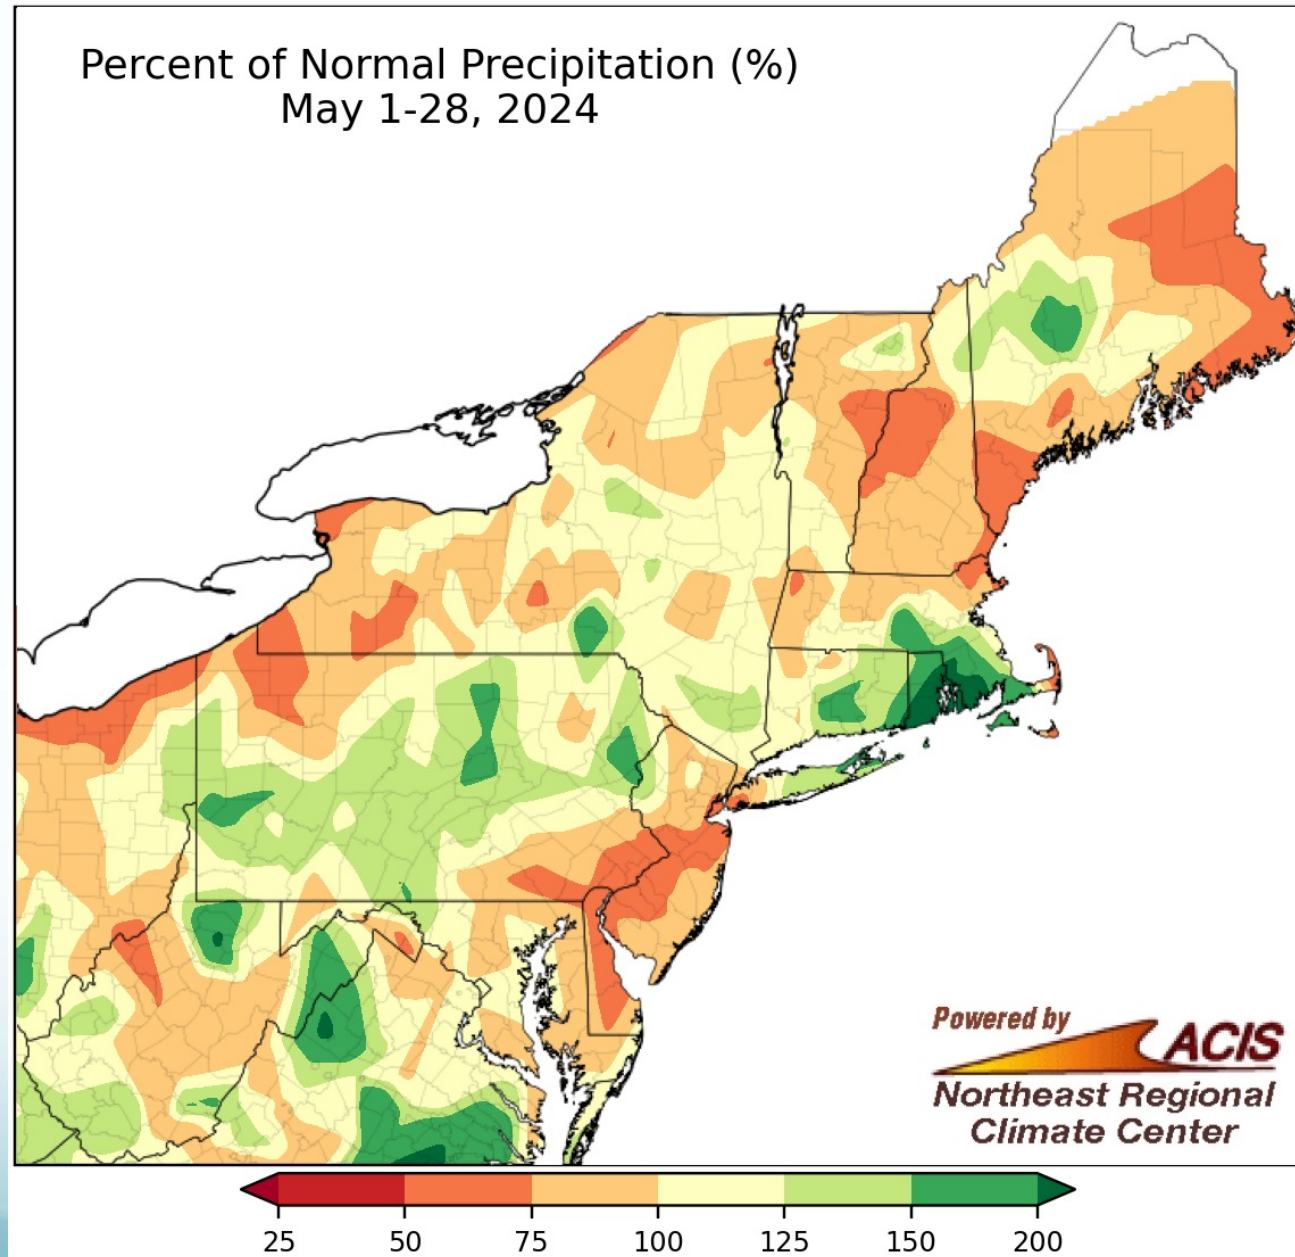 Percent of Normal Precipitation (%)
May 1-28, 2024
Powered by
ACIS
Northeast Regional
Climate Center
25 50 75 100 125 150 200